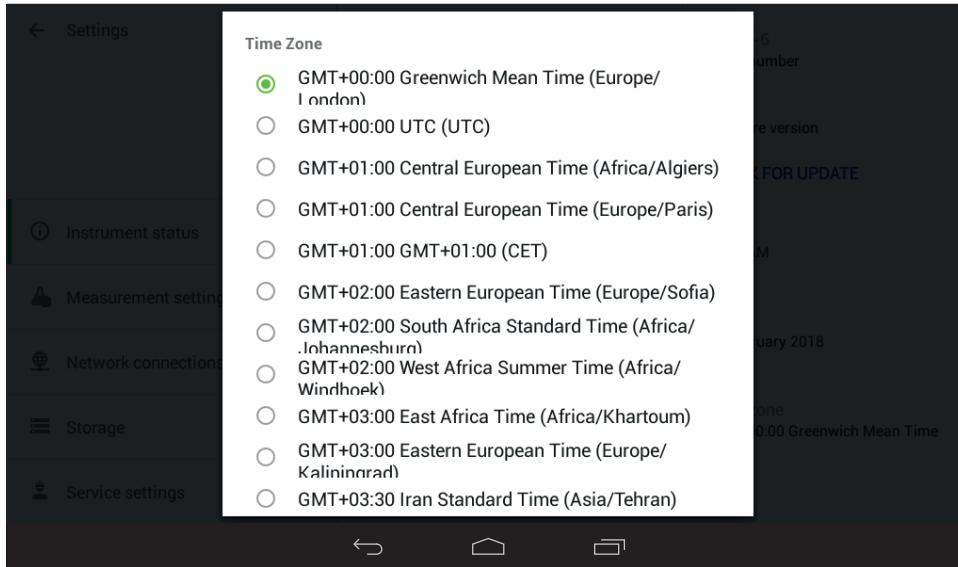 Settings
Instrument status
Measurement setting
Network connections
Storage
Service settings
Time Zone
GMT+00:00 Greenwich Mean Time (Europe/
London)
GMT+00:00 UTC (UTC)
GMT+01:00 Central European Time (Africa/Algiers)
GMT+01:00 Central European Time (Europe/Paris)
GMT+01:00 GMT+01:00 (CET)
GMT+02:00 Eastern European Time (Europe/Sofia)
GMT+02:00 South Africa Standard Time (Africa/
Johannesburg)
GMT+02:00 West Africa Summer Time (Africa/
Windhoek)
GMT+03:00 East Africa Time (Africa/Khartoum)
GMT+03:00 Eastern European Time (Europe/
Kaliningrad)
GMT+03:30 Iran Standard Time (Asia/Tehran)
-6
umber
re version
FOR UPDATE
AM
uary 2018
one
0:00 Greenwich Mean Time